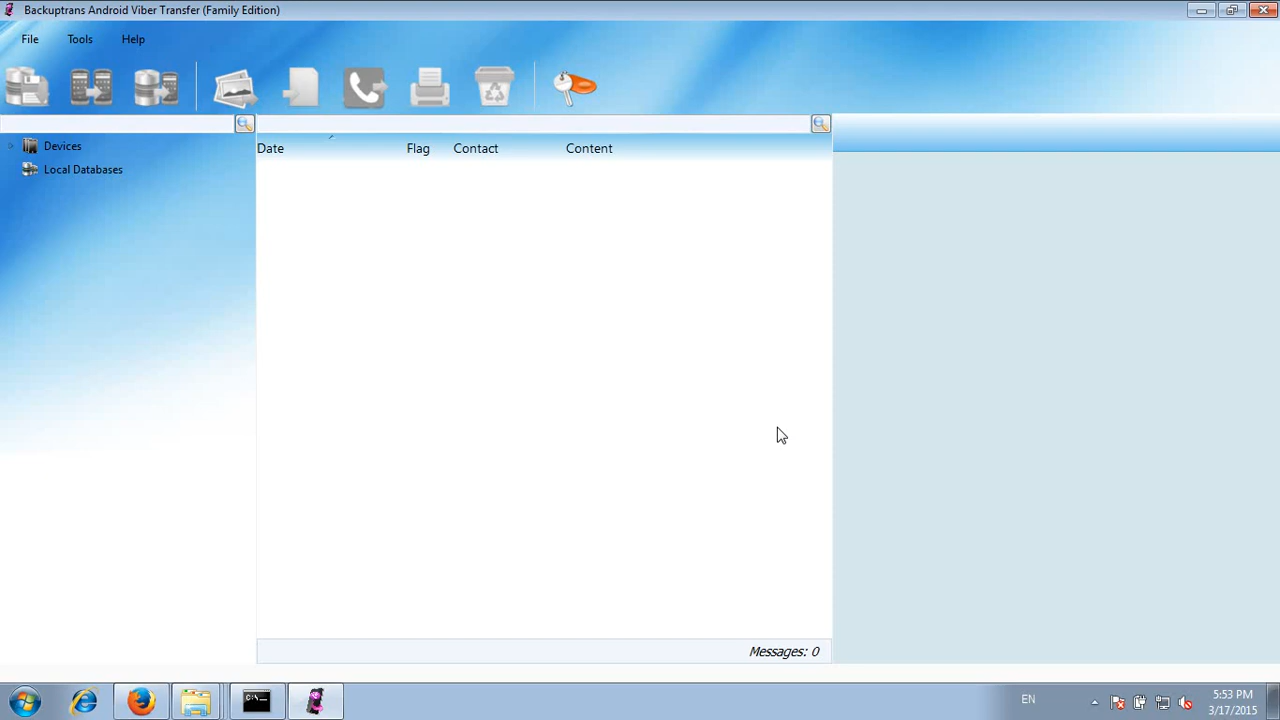 Backuptrans Android Viber Transfer (Family Edition)
File Tools Help
Devices
Local Databases
Date Flag Contact Content
Messages: 0
C:\_
EN
5:53 PM
3/17/2015